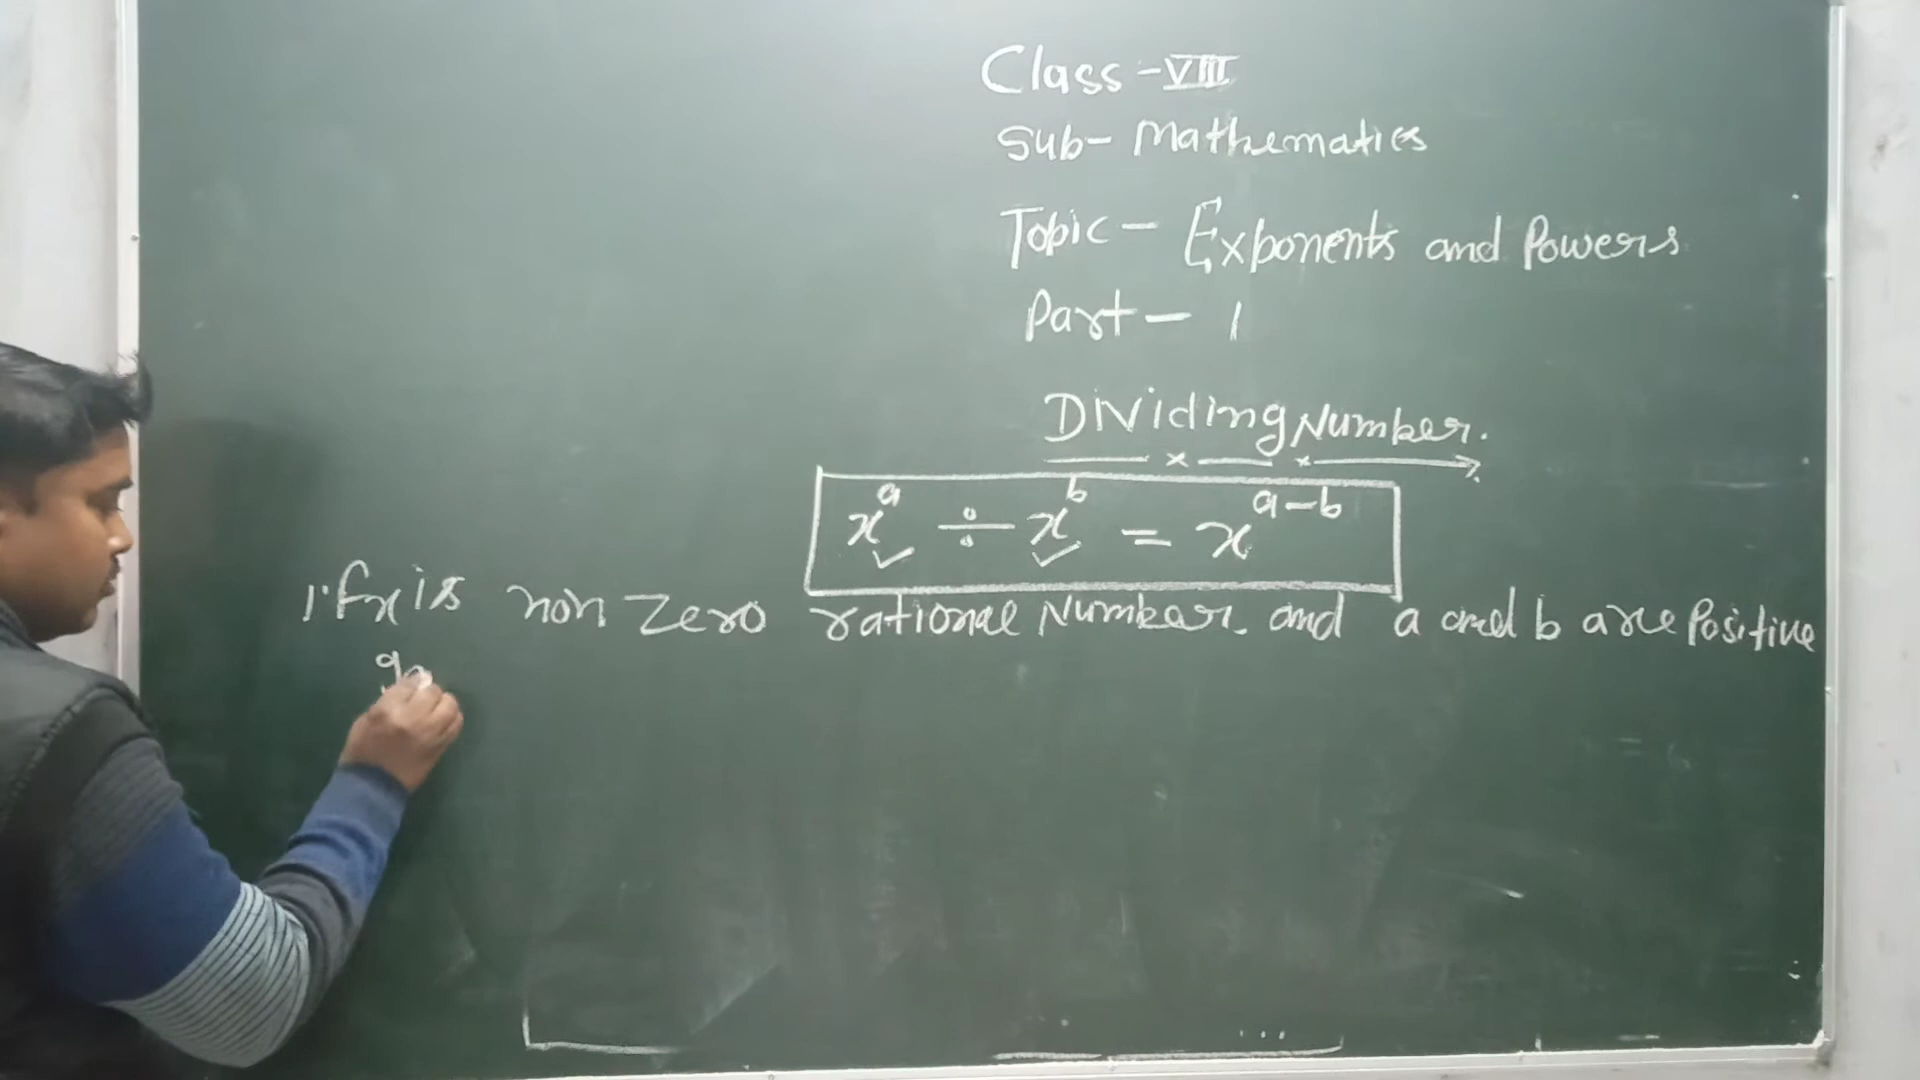 Class - VIII
Sub - Mathematics
Topic - Exponents and Powers
Part - 1
Dividing Number.
x^a ÷ x^b = x^(a-b)
If x is non Zero rational Number. and a and b are Positive